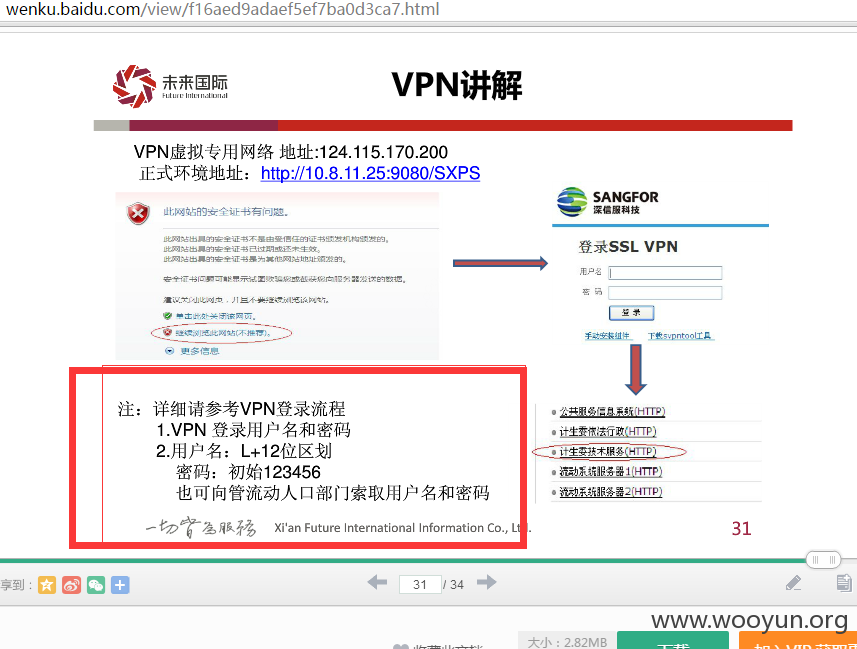 wenku.baidu.com/view/f16aed9adaef5ef7ba0d3ca7.html
未来国际
Future International
VPN讲解
VPN虚拟专用网络 地址:124.115.170.200
正式环境地址：http://10.8.11.25:9080/SXPS
此网站的安全证书有问题。
此网站出具的安全证书不是由受信任的证书颁发机构颁发的。
此网站出具的安全证书已过期或还未生效。
此网站出具的安全证书是为其他网站地址颁发的。
安全证书问题可能显示试图欺骗您或截获您向服务器发送的数据。
建议关闭此网页，并且不要继续浏览该网站。
单击此处关闭该网页。
继续浏览此网站(不推荐)。
更多信息
SANGFOR
深信服科技
登录SSL VPN
用户名
密 码
登 录
手动安装组件 下载svpntool工具
公共服务信息系统(HTTP)
计生委依法行政(HTTP)
计生委技术服务(HTTP)
流动系统服务器1(HTTP)
流动系统服务器2(HTTP)
注：详细请参考VPN登录流程
1.VPN 登录用户名和密码
2.用户名：L+12位区划
密码：初始123456
也可向管流动人口部门索取用户名和密码
一切皆为服务 Xi'an Future International Information Co., Ltd.
31
享到：
31 / 34
www.wooyun.org
收藏此文档
大小：2.82MB
下载
加入VIP